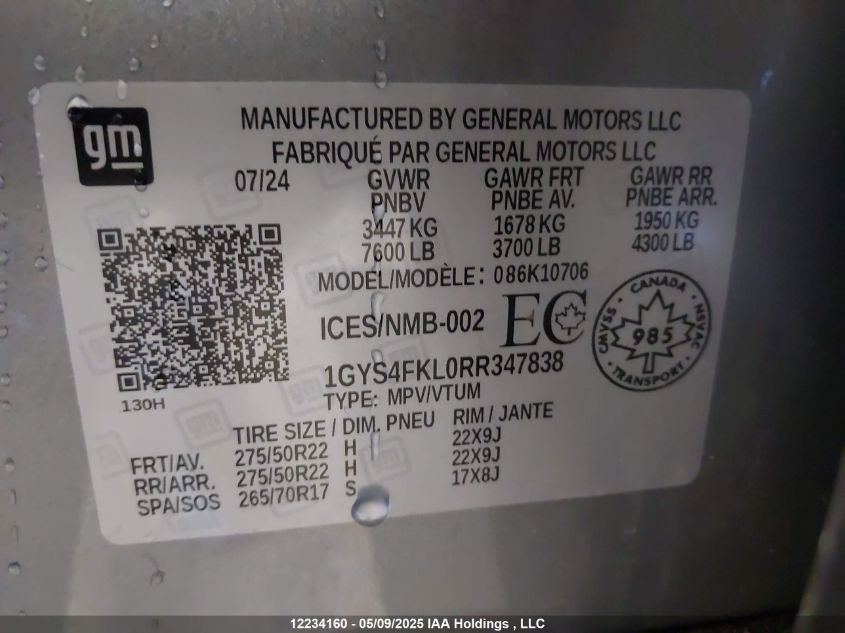 gm
MANUFACTURED BY GENERAL MOTORS LLC
FABRIQUÉ PAR GENERAL MOTORS LLC
07/24 GVWR GAWR FRT GAWR RR
PNBV PNBE AV. PNBE ARR.
3447 KG 1678 KG 1950 KG
7600 LB 3700 LB 4300 LB
MODEL/MODÈLE: 086K10706
ICES/NMB-002 EC
CANADA
CMVSS 985 NSVAC
TRANSPORT
1GYS4FKL0RR347838
TYPE: MPV/VTUM
130H
TIRE SIZE / DIM. PNEU RIM / JANTE
FRT/AV. 275/50R22 H 22X9J
RR/ARR. 275/50R22 H 22X9J
SPA/SOS 265/70R17 S 17X8J
12234160 - 05/09/2025 IAA Holdings , LLC